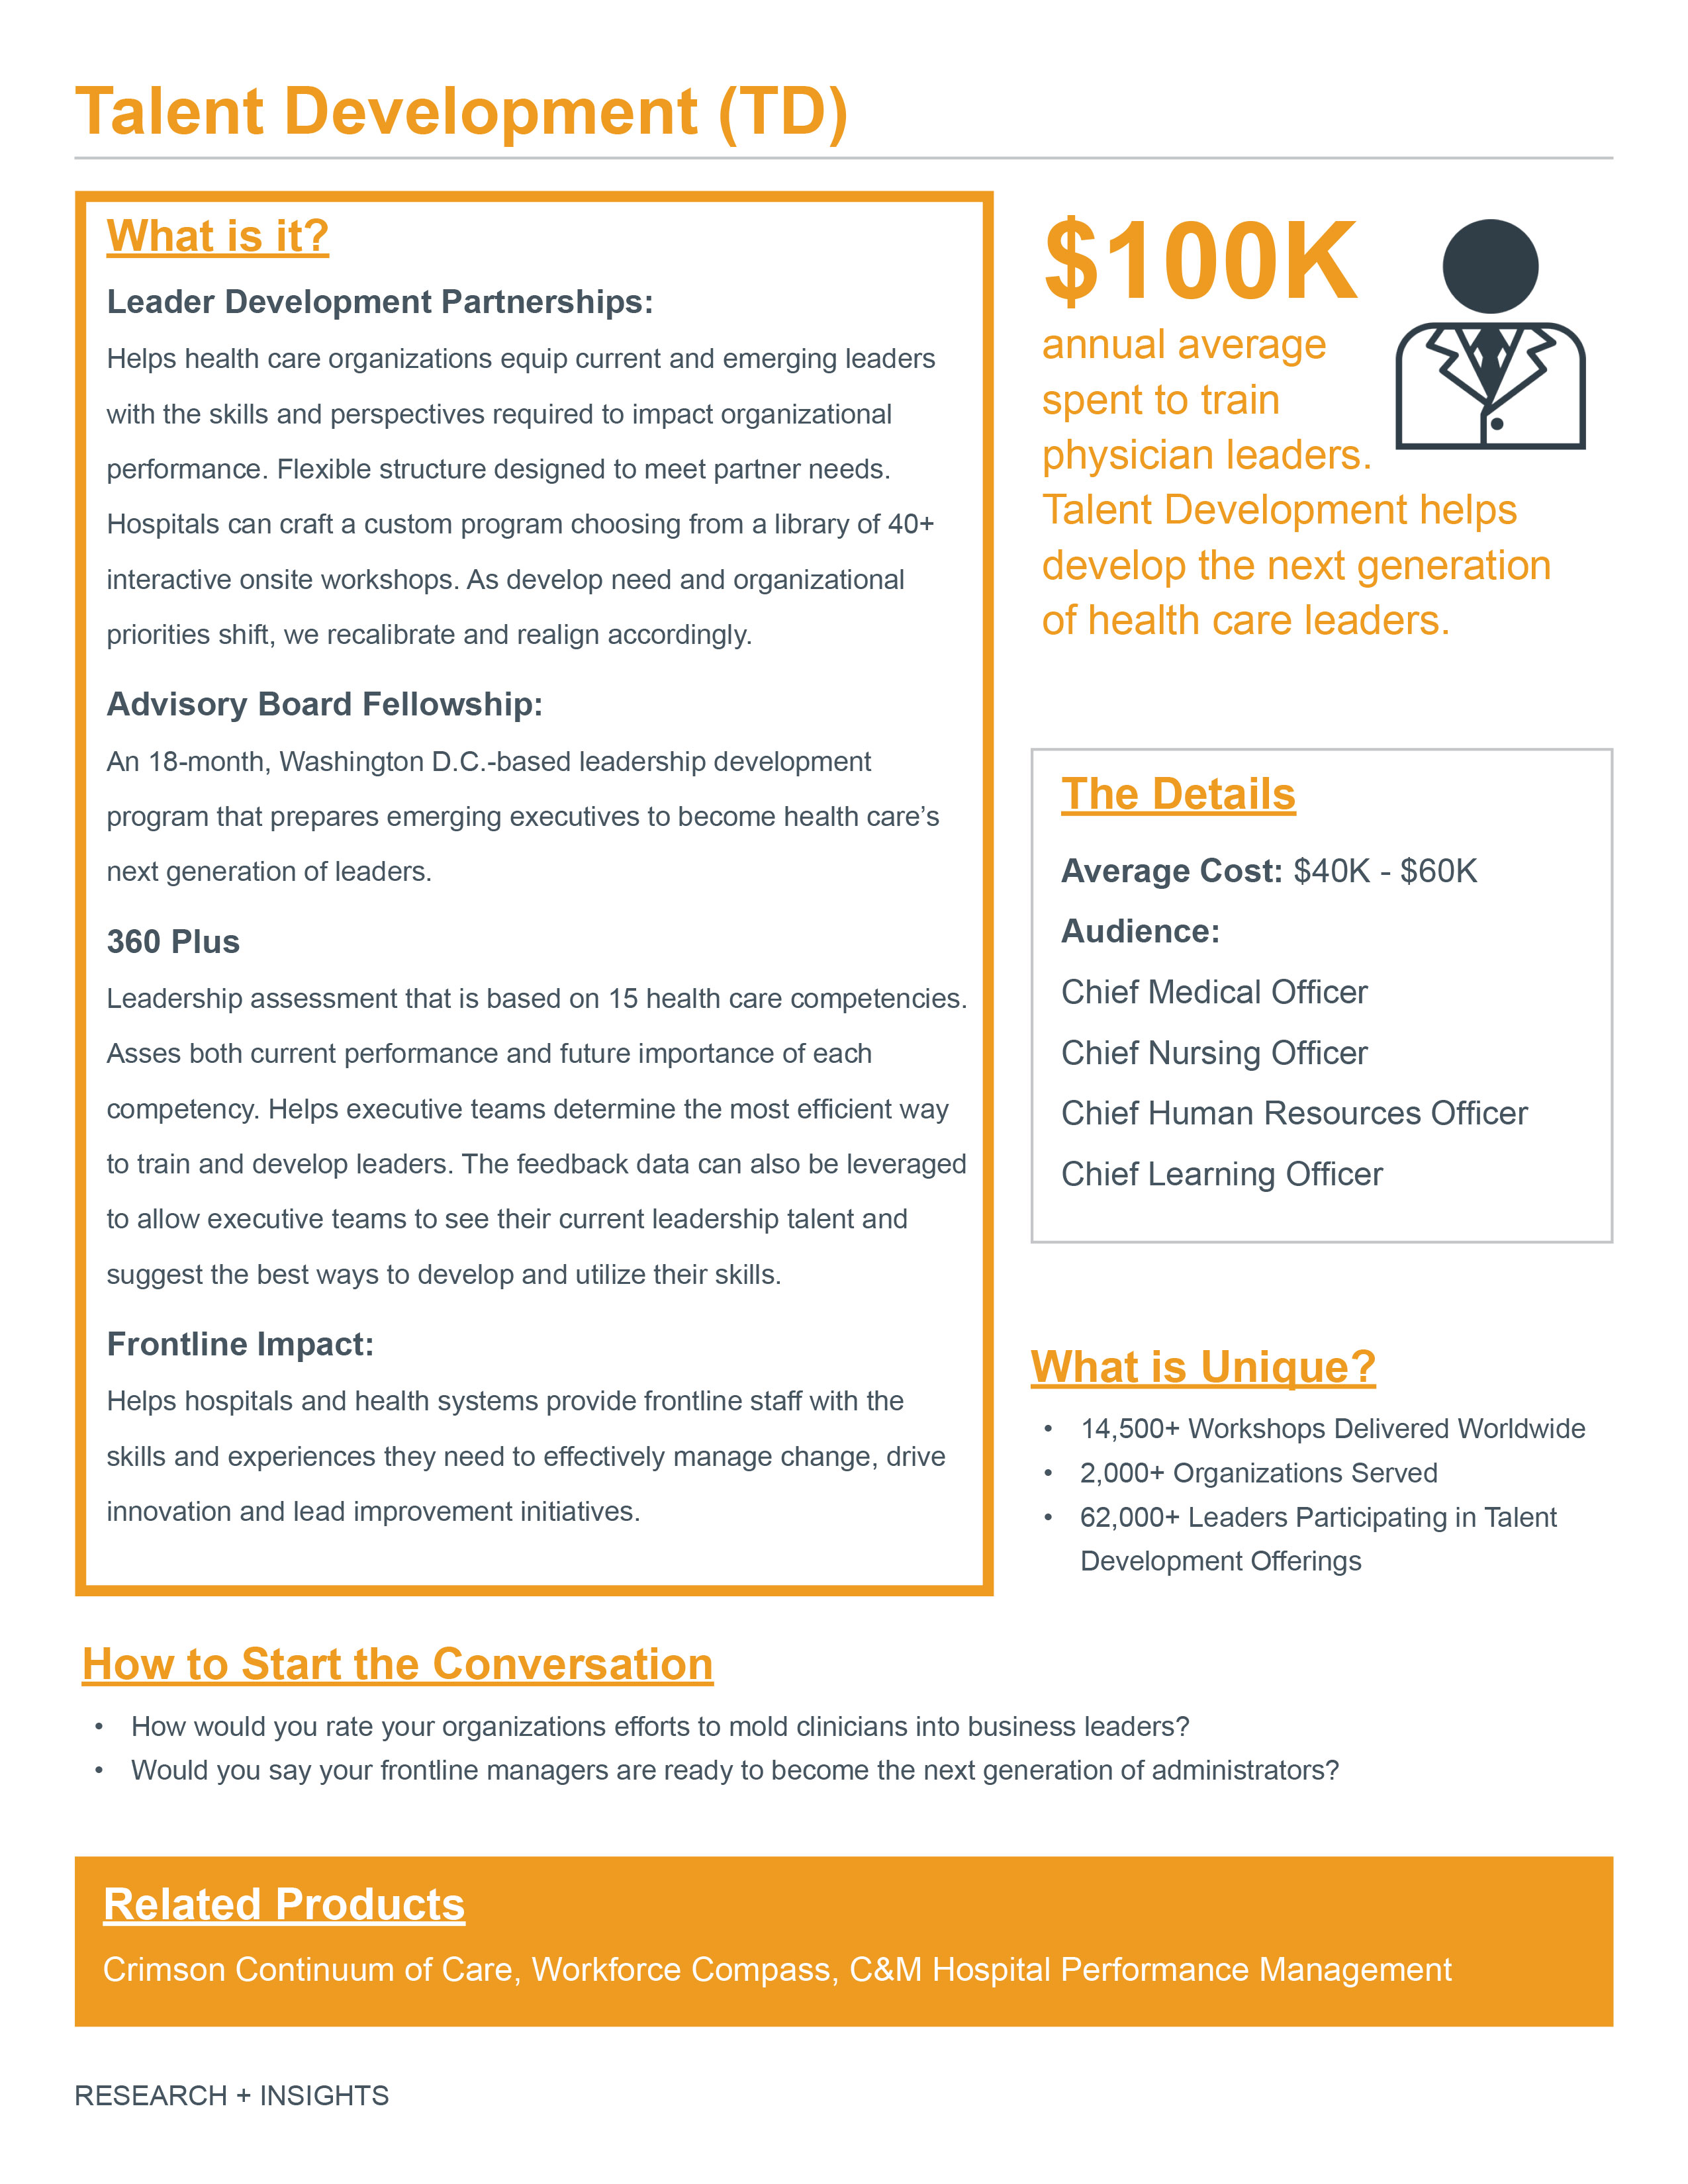 Talent Development (TD)
What is it?
Leader Development Partnerships:
Helps health care organizations equip current and emerging leaders
with the skills and perspectives required to impact organizational
performance. Flexible structure designed to meet partner needs.
Hospitals can craft a custom program choosing from a library of 40+
interactive onsite workshops. As develop need and organizational
priorities shift, we recalibrate and realign accordingly.
Advisory Board Fellowship:
An 18-month, Washington D.C.-based leadership development
program that prepares emerging executives to become health care’s
next generation of leaders.
360 Plus
Leadership assessment that is based on 15 health care competencies.
Asses both current performance and future importance of each
competency. Helps executive teams determine the most efficient way
to train and develop leaders. The feedback data can also be leveraged
to allow executive teams to see their current leadership talent and
suggest the best ways to develop and utilize their skills.
Frontline Impact:
Helps hospitals and health systems provide frontline staff with the
skills and experiences they need to effectively manage change, drive
innovation and lead improvement initiatives.
$100K
annual average
spent to train
physician leaders.
Talent Development helps
develop the next generation
of health care leaders.
The Details
Average Cost: $40K - $60K
Audience:
Chief Medical Officer
Chief Nursing Officer
Chief Human Resources Officer
Chief Learning Officer
What is Unique?
• 14,500+ Workshops Delivered Worldwide
• 2,000+ Organizations Served
• 62,000+ Leaders Participating in Talent
Development Offerings
How to Start the Conversation
• How would you rate your organizations efforts to mold clinicians into business leaders?
• Would you say your frontline managers are ready to become the next generation of administrators?
Related Products
Crimson Continuum of Care, Workforce Compass, C&M Hospital Performance Management
RESEARCH + INSIGHTS